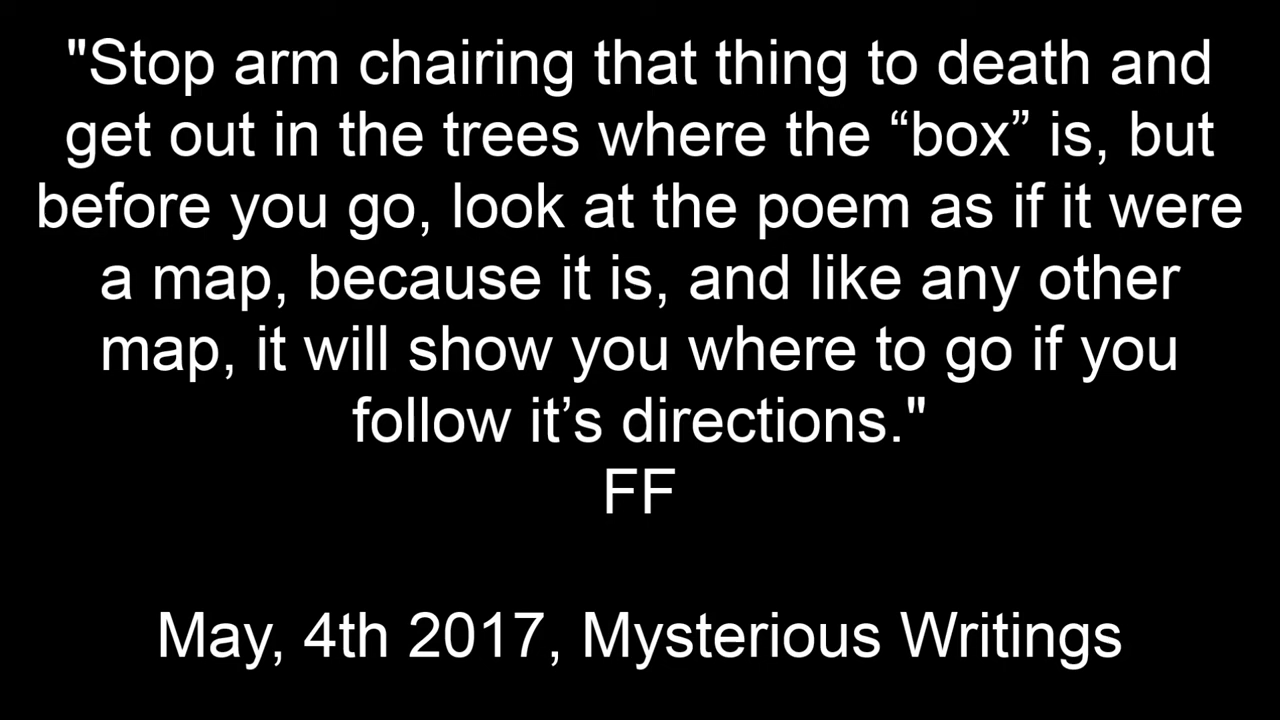 "Stop arm chairing that thing to death and
get out in the trees where the “box” is, but
before you go, look at the poem as if it were
a map, because it is, and like any other
map, it will show you where to go if you
follow it’s directions."
FF
May, 4th 2017, Mysterious Writings